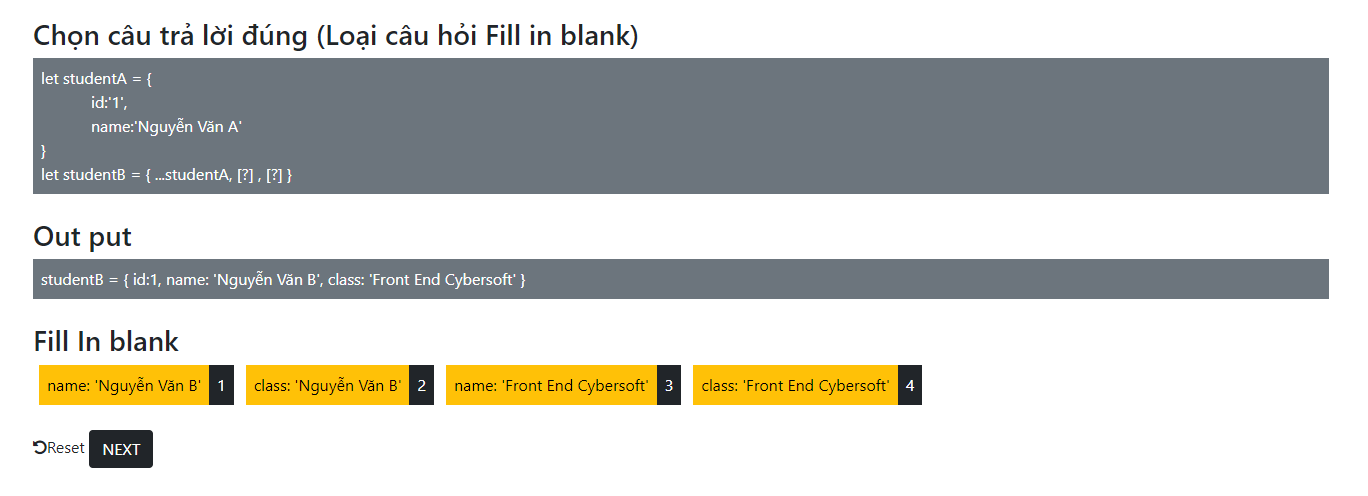 Chọn câu trả lời đúng (Loại câu hỏi Fill in blank)
let studentA = {
id:'1',
name:'Nguyễn Văn A'
}
let studentB = { ...studentA, [?] , [?] }
Out put
studentB = { id:1, name: 'Nguyễn Văn B', class: 'Front End Cybersoft' }
Fill In blank
name: 'Nguyễn Văn B' 1 class: 'Nguyễn Văn B' 2 name: 'Front End Cybersoft' 3 class: 'Front End Cybersoft' 4
Reset NEXT